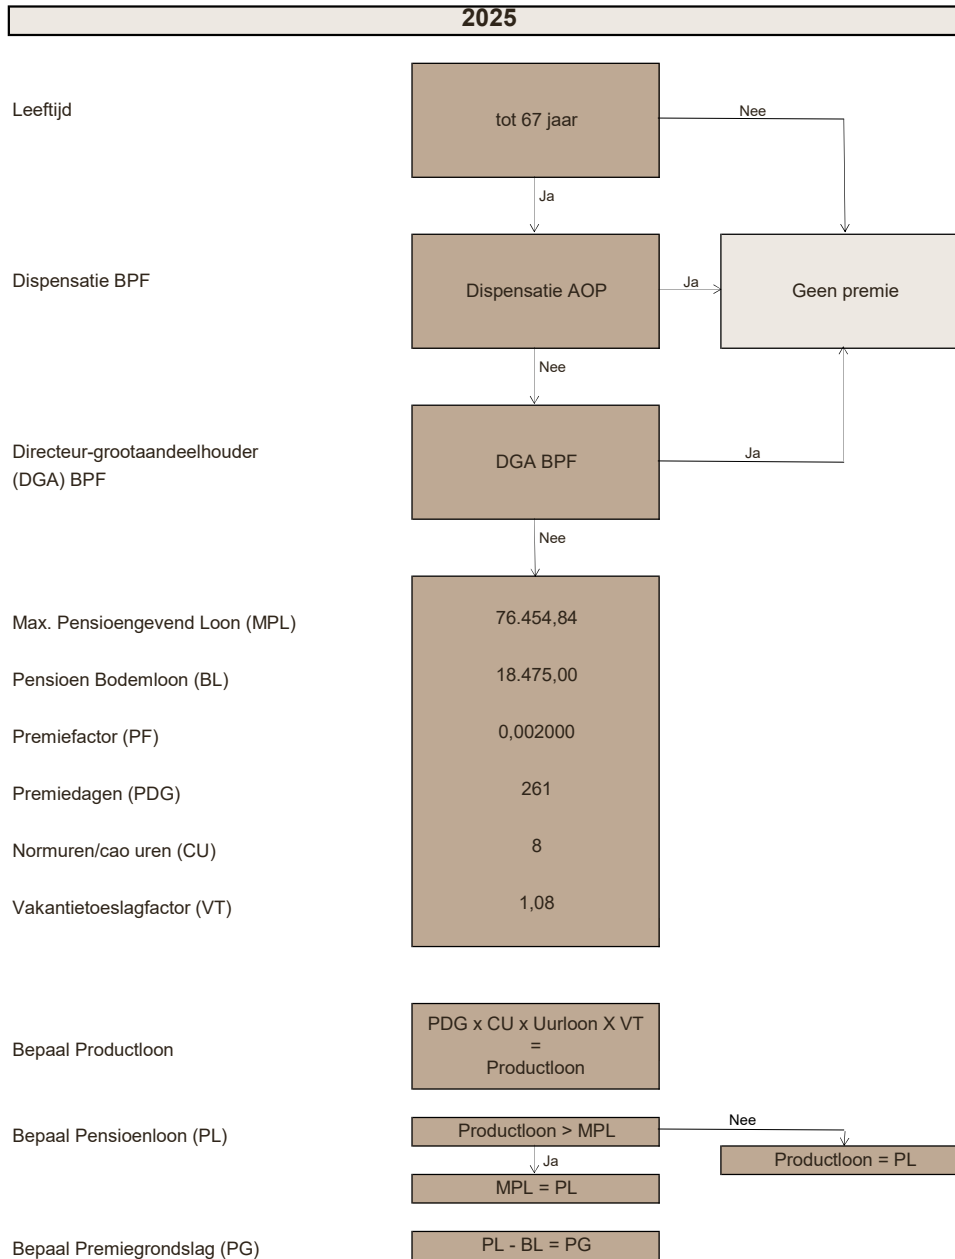 2025
Leeftijd
tot 67 jaar
Nee
Ja
Dispensatie BPF
Dispensatie AOP
Ja
Geen premie
Nee
Directeur-grootaandeelhouder
(DGA) BPF
DGA BPF
Ja
Nee
Max. Pensioengevend Loon (MPL)
76.454,84
Pensioen Bodemloon (BL)
18.475,00
Premiefactor (PF)
0,002000
Premiedagen (PDG)
261
Normuren/cao uren (CU)
8
Vakantietoeslagfactor (VT)
1,08
Bepaal Productloon
PDG x CU x Uurloon X VT
=
Productloon
Bepaal Pensioenloon (PL)
Productloon > MPL
Nee
Productloon = PL
Ja
MPL = PL
Bepaal Premiegrondslag (PG)
PL - BL = PG